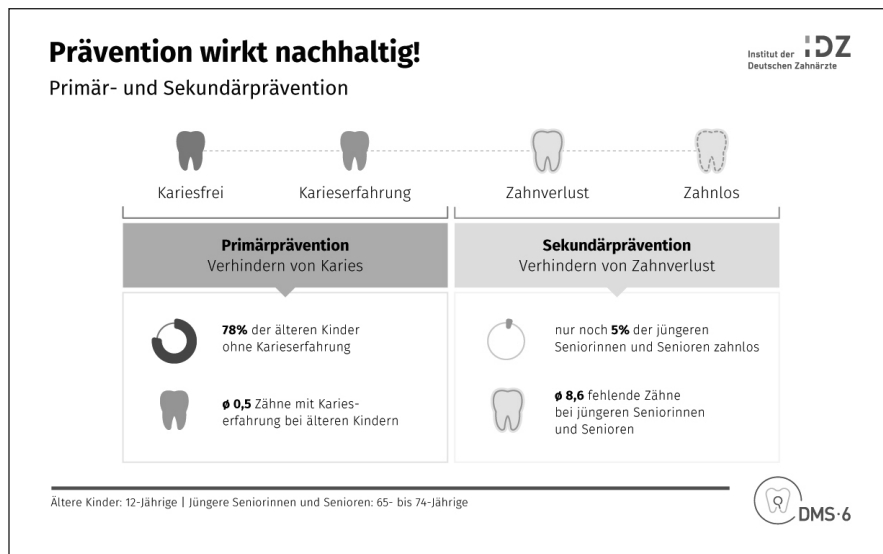 Prävention wirkt nachhaltig!
Primär- und Sekundärprävention
Institut der IDZ
Deutschen Zahnärzte
Kariesfrei
Karieserfahrung
Zahnverlust
Zahnlos
Primärprävention
Verhindern von Karies
Sekundärprävention
Verhindern von Zahnverlust
78% der älteren Kinder
ohne Karieserfahrung
ø 0,5 Zähne mit Karies-
erfahrung bei älteren Kindern
nur noch 5% der jüngeren
Seniorinnen und Senioren zahnlos
ø 8,6 fehlende Zähne
bei jüngeren Seniorinnen
und Senioren
Ältere Kinder: 12-Jährige | Jüngere Seniorinnen und Senioren: 65- bis 74-Jährige
DMS·6